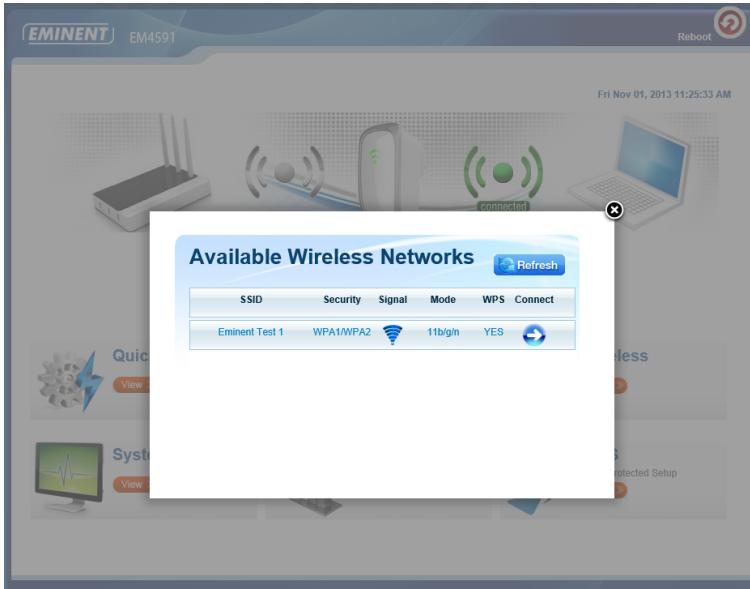 EMINENT EM4591
Reboot
Fri Nov 01, 2013 11:25:33 AM
connected
Available Wireless Networks
Refresh
SSID Security Signal Mode WPS Connect
Eminent Test 1 WPA1/WPA2 11b/g/n YES
Quic
less
View
Syst
S
rotected Setup
View